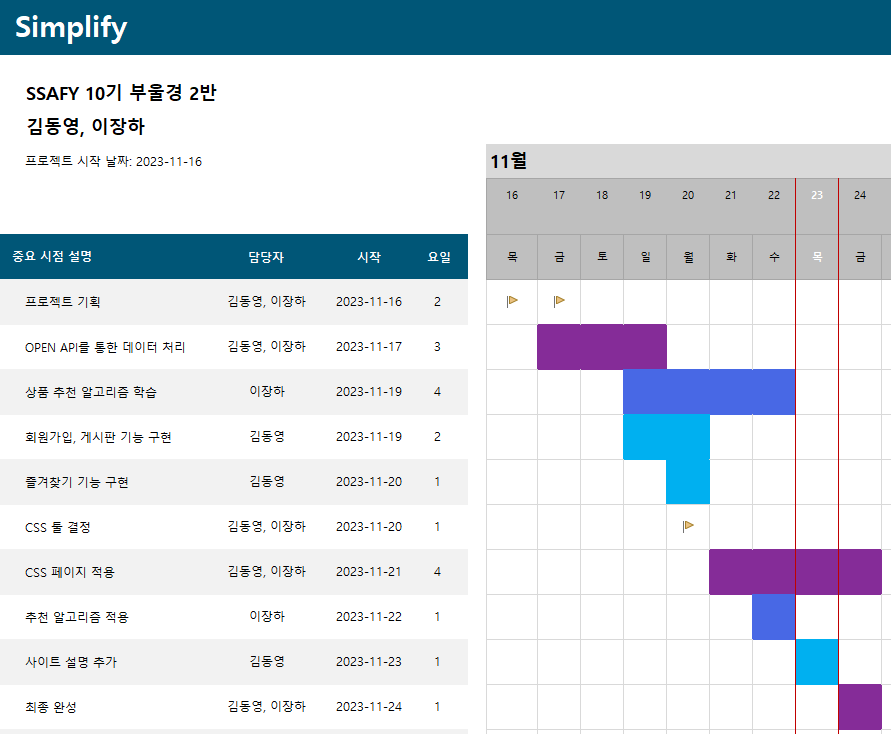 Simplify
SSAFY 10기 부울경 2반
김동영, 이장하
프로젝트 시작 날짜: 2023-11-16
11월
16 17 18 19 20 21 22 23 24
중요 시점 설명 담당자 시작 요일 목 금 토 일 월 화 수 목 금
프로젝트 기획 김동영, 이장하 2023-11-16 2
OPEN API를 통한 데이터 처리 김동영, 이장하 2023-11-17 3
상품 추천 알고리즘 학습 이장하 2023-11-19 4
회원가입, 게시판 기능 구현 김동영 2023-11-19 2
즐겨찾기 기능 구현 김동영 2023-11-20 1
CSS 툴 결정 김동영, 이장하 2023-11-20 1
CSS 페이지 적용 김동영, 이장하 2023-11-21 4
추천 알고리즘 적용 이장하 2023-11-22 1
사이트 설명 추가 김동영 2023-11-23 1
최종 완성 김동영, 이장하 2023-11-24 1